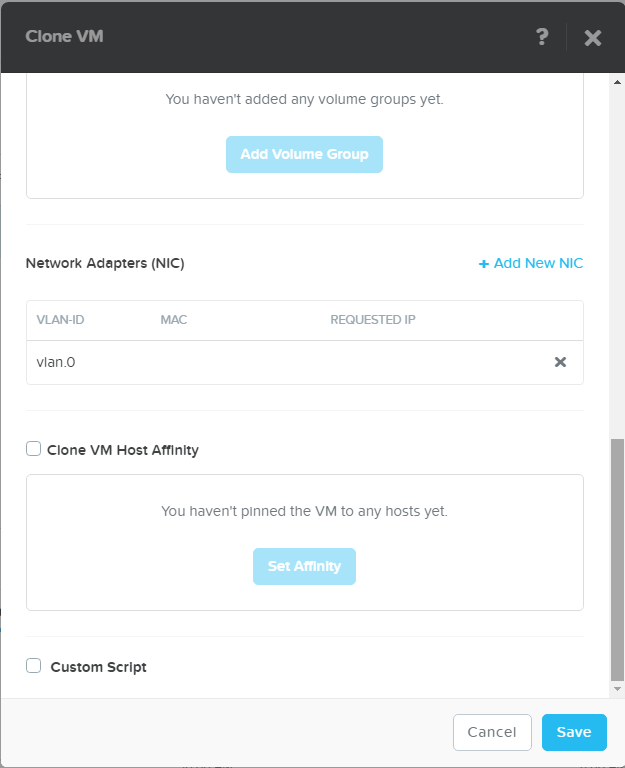 Clone VM
?
You haven't added any volume groups yet.
Add Volume Group
Network Adapters (NIC)
+ Add New NIC
VLAN-ID MAC REQUESTED IP
vlan.0
Clone VM Host Affinity
You haven't pinned the VM to any hosts yet.
Set Affinity
Custom Script
Cancel Save